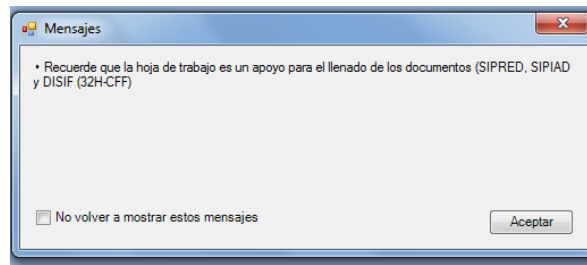 Mensajes
• Recuerde que la hoja de trabajo es un apoyo para el llenado de los documentos (SIPRED, SIPIAD
y DISIF (32H-CFF)
No volver a mostrar estos mensajes
Aceptar